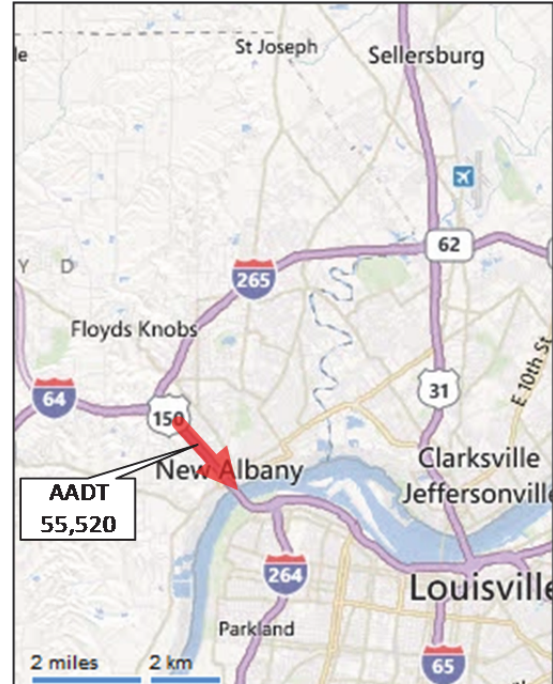 le
St Joseph
Sellersburg
62
Y D
265
Floyds Knobs
E 10th St
64
31
150
New Albany
Clarksville
Jeffersonville
AADT
55,520
264
Louisville
Parkland
65
2 miles
2 km